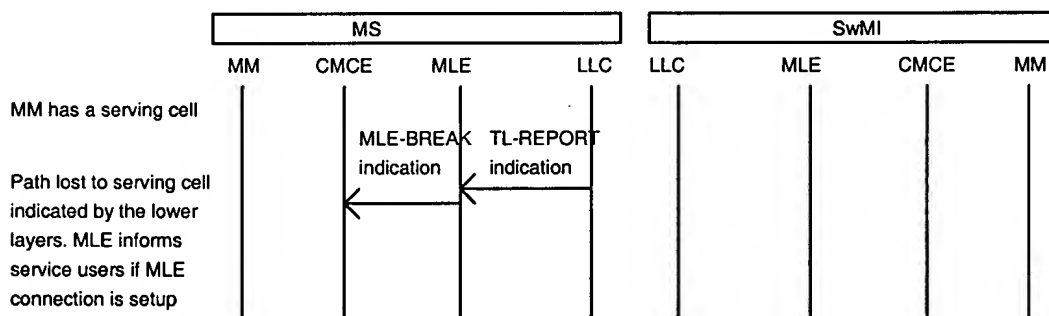 MS
SwMI
MM CMCE MLE LLC LLC MLE CMCE MM
MM has a serving cell
MLE-BREAK TL-REPORT
indication indication
Path lost to serving cell
indicated by the lower
layers. MLE informs
service users if MLE
connection is setup